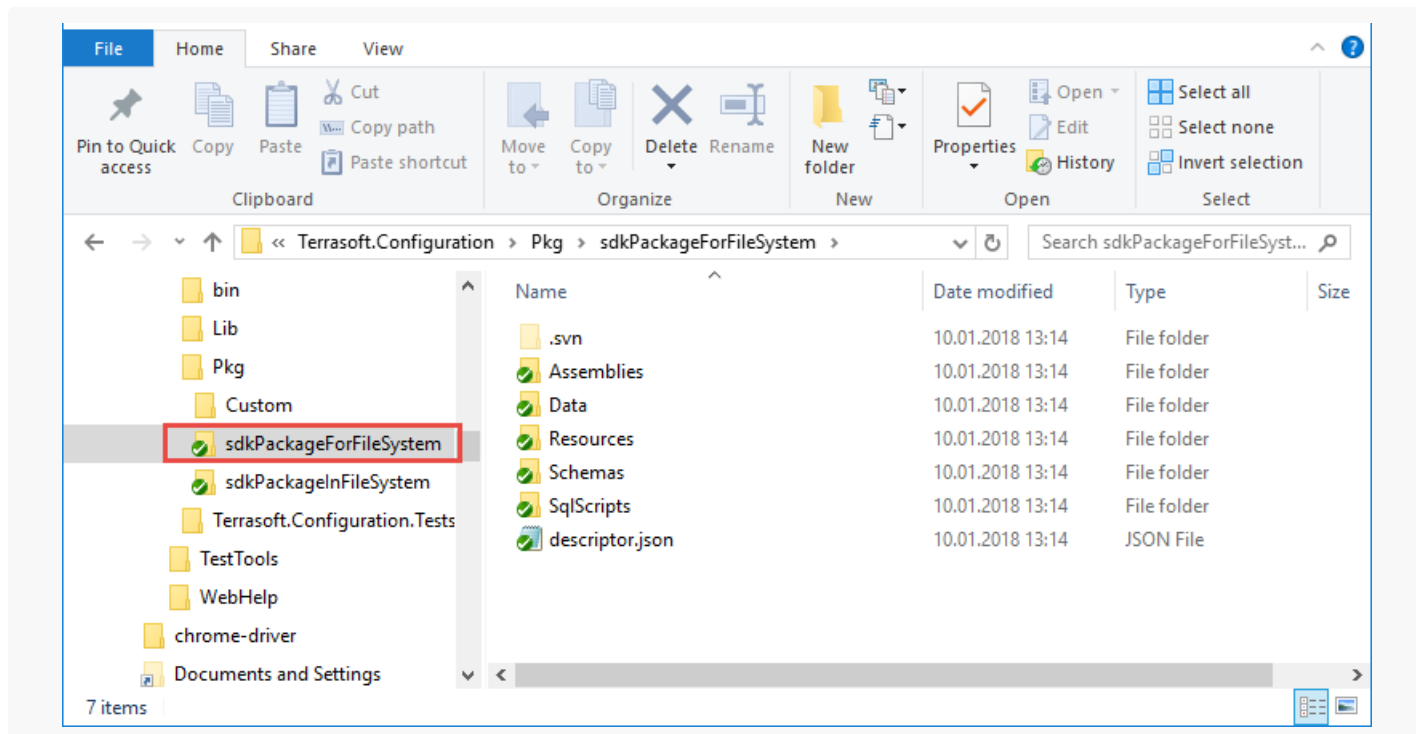 File Home Share View
Cut
Copy path
Paste shortcut
Pin to Quick access
Copy
Paste
Clipboard
Move to
Copy to
Delete
Rename
Organize
New folder
New
Properties
Open
Edit
History
Open
Select all
Select none
Invert selection
Select
« Terrasoft.Configuration > Pkg > sdkPackageForFileSystem >
Search sdkPackageForFileSyst...
bin
Lib
Pkg
Custom
sdkPackageForFileSystem
sdkPackageInFileSystem
Terrasoft.Configuration.Tests
TestTools
WebHelp
chrome-driver
Documents and Settings
Name Date modified Type Size
.svn 10.01.2018 13:14 File folder
Assemblies 10.01.2018 13:14 File folder
Data 10.01.2018 13:14 File folder
Resources 10.01.2018 13:14 File folder
Schemas 10.01.2018 13:14 File folder
SqlScripts 10.01.2018 13:14 File folder
descriptor.json 10.01.2018 13:14 JSON File
7 items